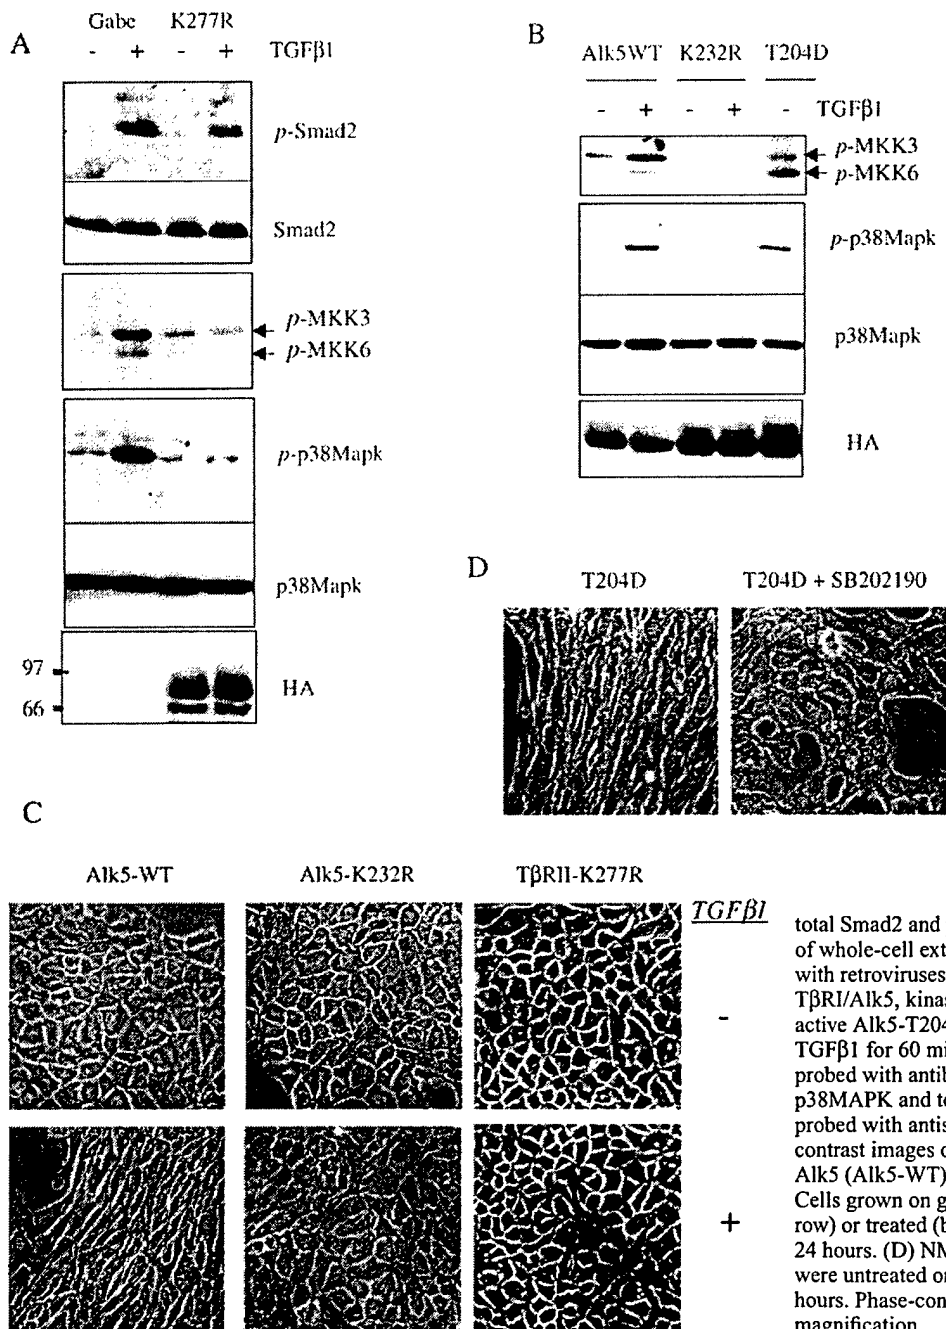 A
Gabe K277R
- + - + TGFβ1
p-Smad2
Smad2
p-MKK3
p-MKK6
p-p38Mapk
p38Mapk
97
66
HA
B
Alk5WT K232R T204D
- + - + - TGFβ1
p-MKK3
p-MKK6
p-p38Mapk
p38Mapk
HA
D
T204D T204D + SB202190
C
Alk5-WT Alk5-K232R TβRII-K277R
TGFβ1
-
+
total Smad2 and
of whole-cell ext
with retroviruses
TβRI/Alk5, kinas
active Alk5-T204
TGFβ1 for 60 mi
probed with antib
p38MAPK and to
probed with antis
contrast images o
Alk5 (Alk5-WT)
Cells grown on g
row) or treated (b
24 hours. (D) NM
were untreated or
hours. Phase-con
magnification